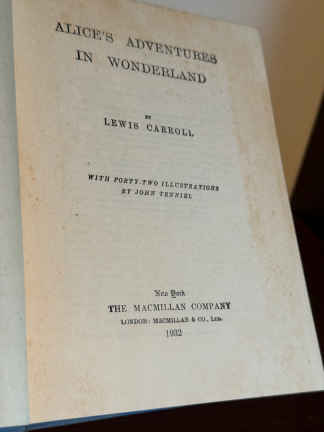 ALICE'S ADVENTURES
IN WONDERLAND
BY
LEWIS CARROLL
WITH FORTY-TWO ILLUSTRATIONS
BY JOHN TENNIEL
New York
THE MACMILLAN COMPANY
LONDON: MACMILLAN & CO., LTD.
1932